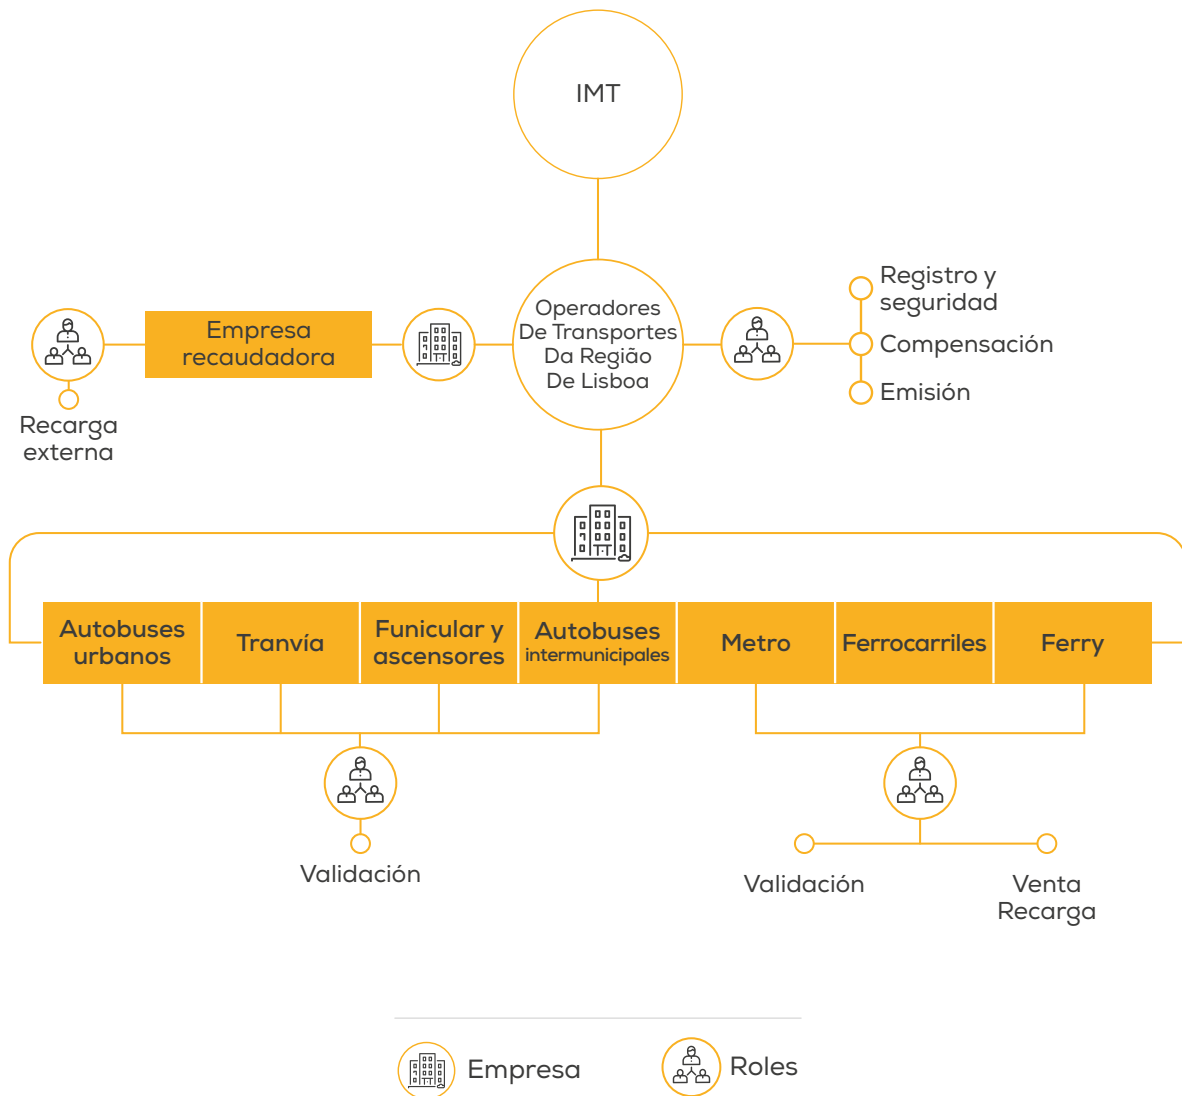 IMT
Operadores
De Transportes
Da Região
De Lisboa
Empresa
recaudadora
Recarga
externa
Registro y
seguridad
Compensación
Emisión
Autobuses
urbanos
Tranvía
Funicular y
ascensores
Autobuses
intermunicipales
Metro
Ferrocarriles
Ferry
Validación
Validación
Venta
Recarga
Empresa
Roles